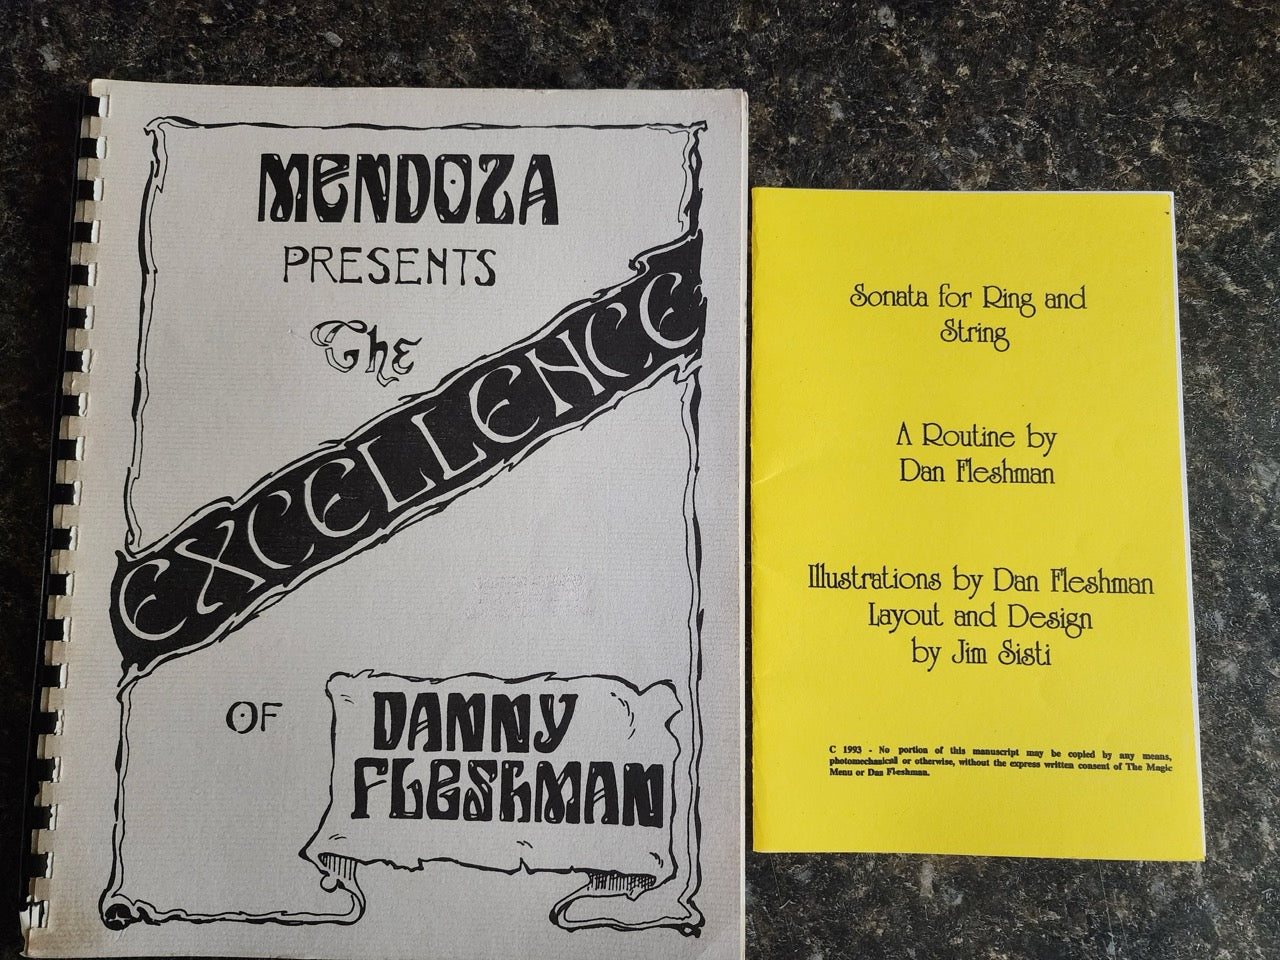 MENDOZA
PRESENTS
The
EXCELLENCE
OF
DANNY
FLESHMAN
Sonata for Ring and
String
A Routine by
Dan Fleshman
Illustrations by Dan Fleshman
Layout and Design
by Jim Sisti
C 1993 - No portion of this manuscript may be copied by any means,
photomechanical or otherwise, without the express written consent of The Magic
Menu or Dan Fleshman.